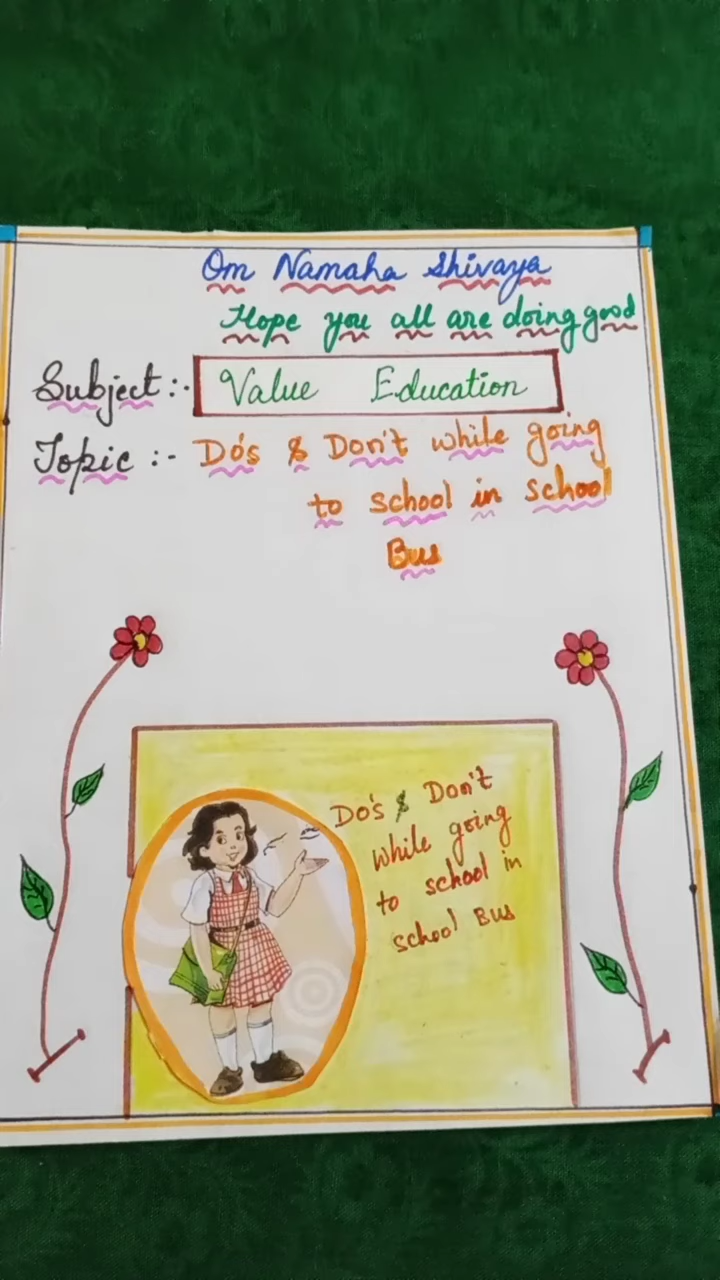 Om Namaha Shivaya
Hope you all are doing good
Subject :- Value Education
Topic :- Do's & Don't while going
to school in school
Bus
Do's & Don't
while going
to school in
school Bus